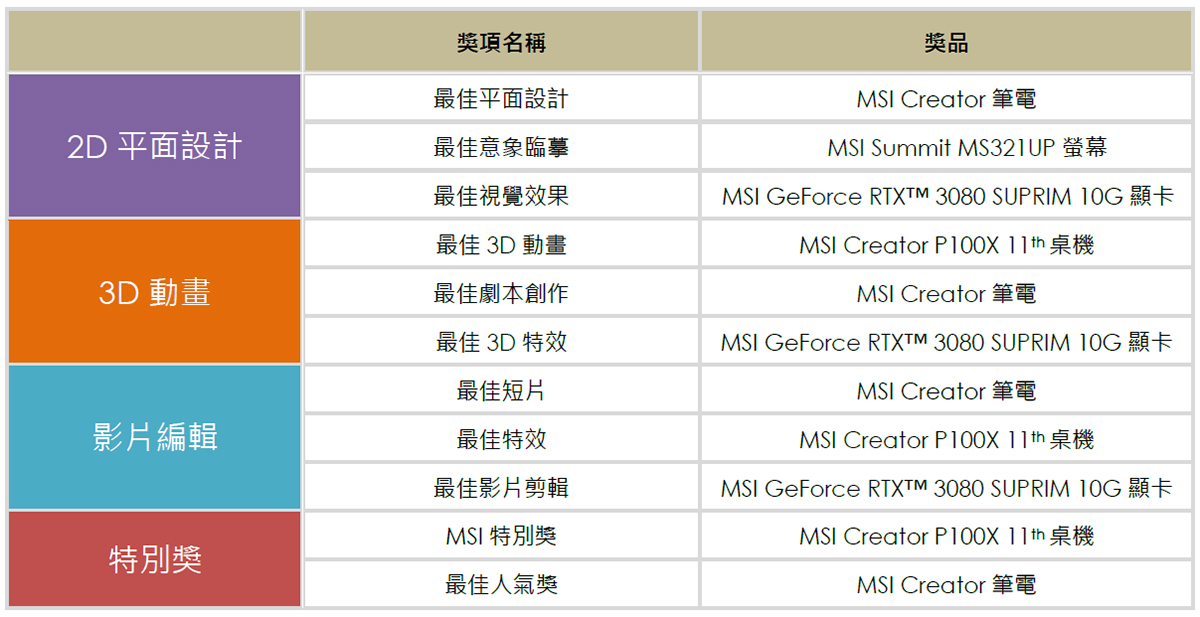 獎項名稱 獎品
2D 平面設計
最佳平面設計 MSI Creator 筆電
最佳意象臨摹 MSI Summit MS321UP 螢幕
最佳視覺效果 MSI GeForce RTX™ 3080 SUPRIM 10G 顯卡
3D 動畫
最佳 3D 動畫 MSI Creator P100X 11th 桌機
最佳劇本創作 MSI Creator 筆電
最佳 3D 特效 MSI GeForce RTX™ 3080 SUPRIM 10G 顯卡
影片編輯
最佳短片 MSI Creator 筆電
最佳特效 MSI Creator P100X 11th 桌機
最佳影片剪輯 MSI GeForce RTX™ 3080 SUPRIM 10G 顯卡
特別獎
MSI 特別獎 MSI Creator P100X 11th 桌機
最佳人氣獎 MSI Creator 筆電